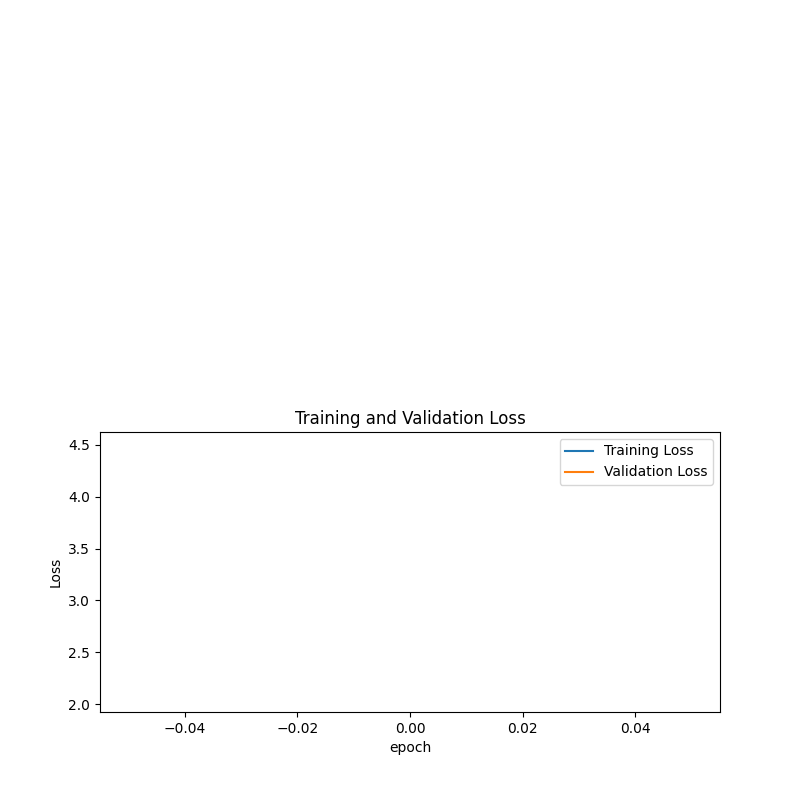 Training and Validation Loss
4.5
4.0
3.5
3.0
2.5
2.0
Loss
Training Loss
Validation Loss
−0.04
−0.02
0.00
0.02
0.04
epoch